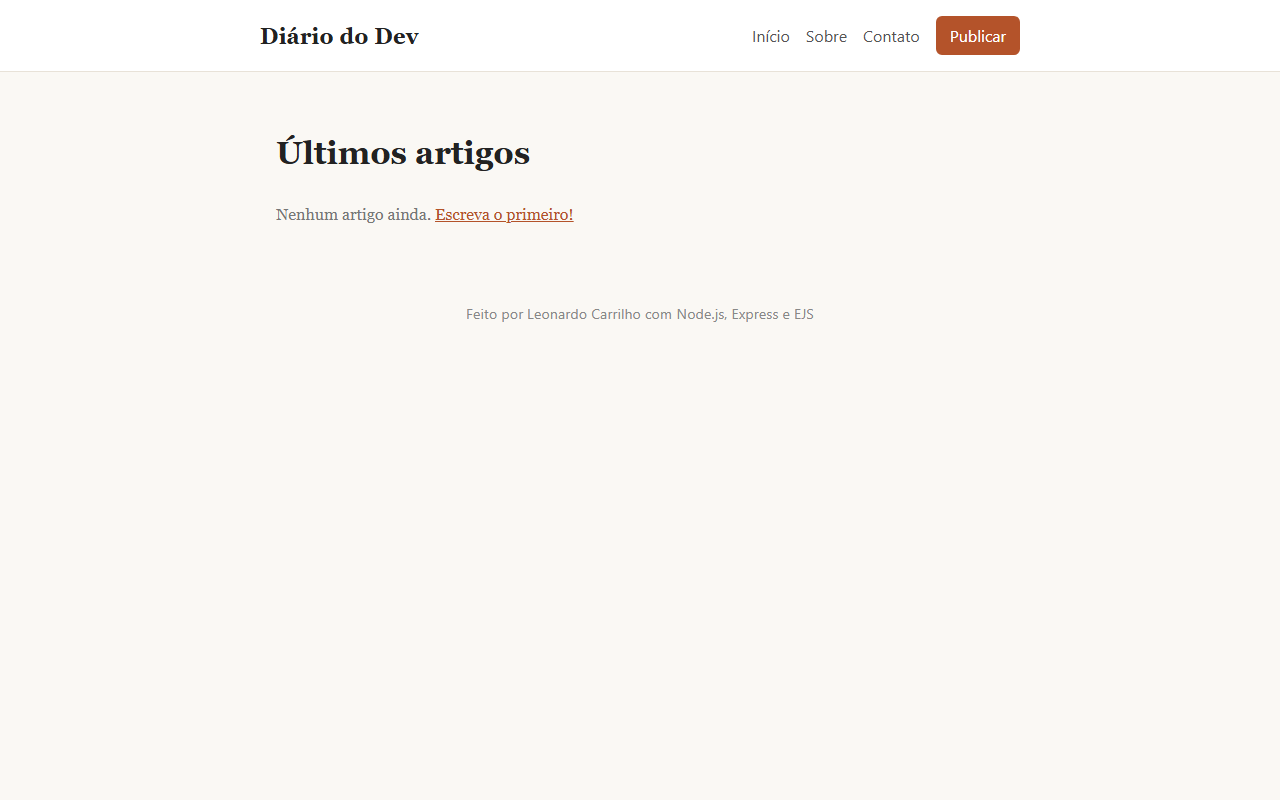 Diário do Dev
Início Sobre Contato Publicar
Últimos artigos
Nenhum artigo ainda. Escreva o primeiro!
Feito por Leonardo Carrilho com Node.js, Express e EJS